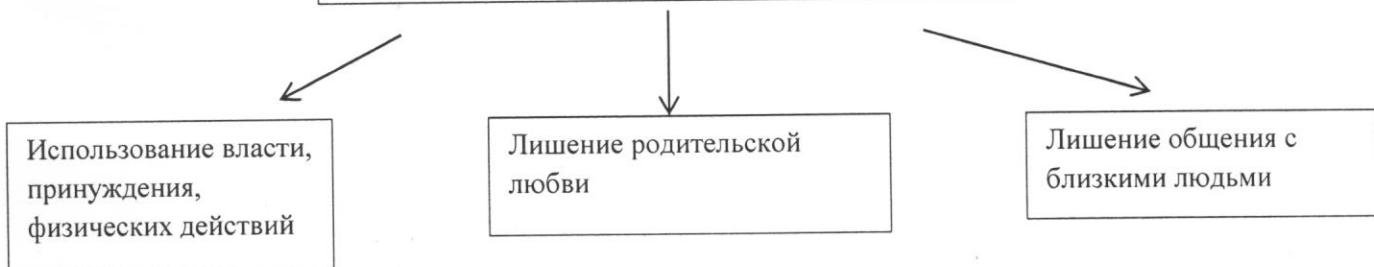 Использование власти,
принуждения,
физических действий
Лишение родительской
любви
Лишение общения с
близкими людьми